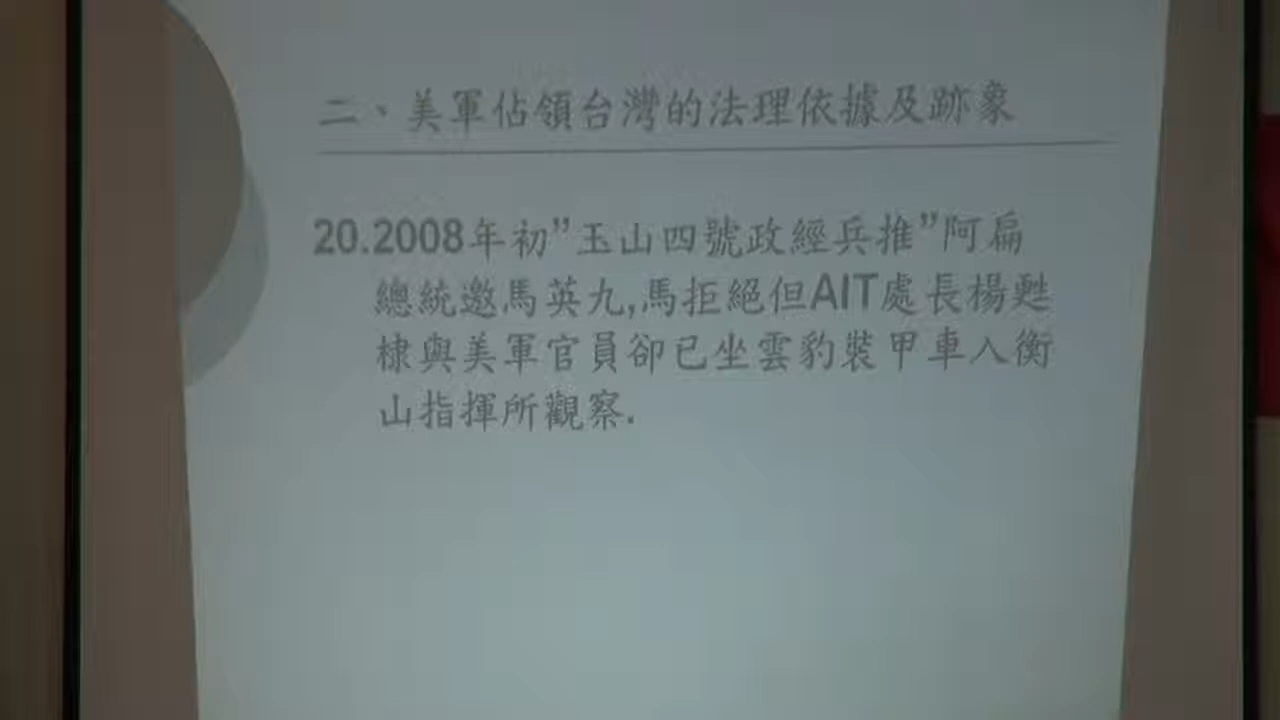 二、美軍佔領台灣的法理依據及跡象
20.2008年初”玉山四號政經兵推”阿扁
總統邀馬英九,馬拒絕但AIT處長楊甦
棣與美軍官員卻已坐雲豹裝甲車入衡
山指揮所觀察.